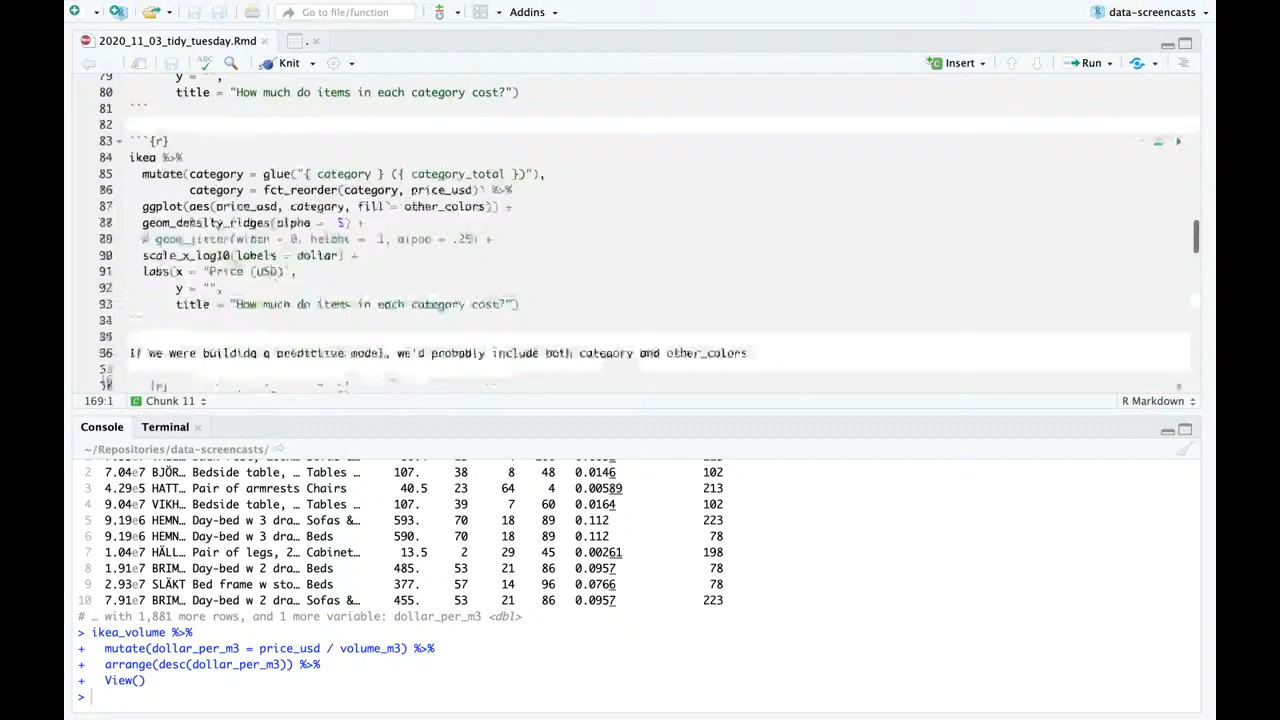 Go to file/function
Addins
data-screencasts
2020_11_03_tidy_tuesday.Rmd
.
Knit
Insert
Run
79 y = "",
80 title = "How much do items in each category cost?")
81 ```
82
83 ```{r}
84 ikea %>%
85 mutate(category = glue("{ category } ({ category_total })"),
86 category = fct_reorder(category, price_usd)) %>%
87 ggplot(aes(price_usd, category, fill = other_colors)) +
88 geom_density_ridges(alpha = .5) +
89 # geom_jitter(width = 0, height = .1, alpha = .25) +
90 scale_x_log10(labels = dollar) +
91 labs(x = "Price (USD)",
92 y = "",
93 title = "How much do items in each category cost?")
94
95
96 If we were building a predictive model, we'd probably include both category and other_colors
{r}
169:1 Chunk 11 R Markdown
Console Terminal
~/Repositories/data-screencasts/
2 7.04e7 BJÖR… Bedside table, … Tables … 107. 38 8 48 0.0146 102
3 4.29e5 HATT… Pair of armrests Chairs 40.5 23 64 4 0.00589 213
4 9.04e7 VIKH… Bedside table, … Tables … 107. 39 7 60 0.0164 102
5 9.19e6 HEMN… Day-bed w 3 dra… Sofas &… 593. 70 18 89 0.112 223
6 9.19e6 HEMN… Day-bed w 3 dra… Beds 590. 70 18 89 0.112 78
7 1.04e7 HÄLL… Pair of legs, 2… Cabinet… 13.5 2 29 45 0.00261 198
8 1.91e7 BRIM… Day-bed w 2 dra… Beds 485. 53 21 86 0.0957 78
9 2.93e7 SLÄKT Bed frame w sto… Beds 377. 57 14 96 0.0766 78
10 7.91e7 BRIM… Day-bed w 2 dra… Sofas &… 455. 53 21 86 0.0957 223
# … with 1,881 more rows, and 1 more variable: dollar_per_m3 <dbl>
> ikea_volume %>%
+ mutate(dollar_per_m3 = price_usd / volume_m3) %>%
+ arrange(desc(dollar_per_m3)) %>%
+ View()
>